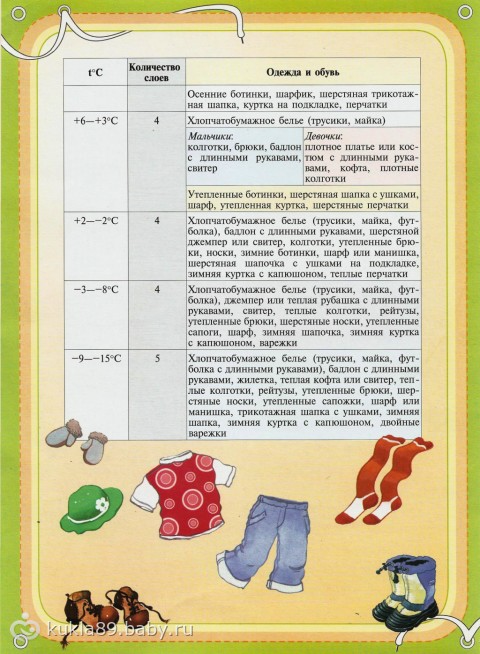 t°C
Количество слоев
Одежда и обувь
Осенние ботинки, шарфик, шерстяная трикотаж-
ная шапка, куртка на подкладке, перчатки
+6—+3°C
4
Хлопчатобумажное белье (трусики, майка)
Мальчики:
колготки, брюки, бадлон
с длинными рукавами,
свитер
Девочки:
плотное платье или кос-
тюм с длинными рука-
вами, кофта, плотные
колготки
Утепленные ботинки, шерстяная шапка с ушками,
шарф, утепленная куртка, шерстяные перчатки
+2—−2°C
4
Хлопчатобумажное белье (трусики, майка, фут-
болка), бадлон с длинными рукавами, шерстяной
джемпер или свитер, колготки, утепленные брю-
ки, носки, зимние ботинки, шарф или манишка,
шерстяная шапочка с ушками на подкладке,
зимняя куртка с капюшоном, теплые перчатки
−3—−8°C
4
Хлопчатобумажное белье (трусики, майка, фут-
болка), джемпер или теплая рубашка с длинными
рукавами, свитер, теплые колготки, рейтузы,
утепленные брюки, шерстяные носки, утепленные
сапоги, шарф, зимняя шапочка, зимняя куртка
с капюшоном, варежки
−9—−15°C
5
Хлопчатобумажное белье (трусики, майка, фут-
болка с длинными рукавами), бадлон с длинными
рукавами, жилетка, теплая кофта или свитер, теп-
лые колготки, рейтузы, утепленные брюки, шер-
стяные носки, утепленные сапожки, шарф или
манишка, трикотажная шапка с ушками, зимняя
шапка, зимняя куртка с капюшоном, двойные
варежки
kukla89.baby.ru